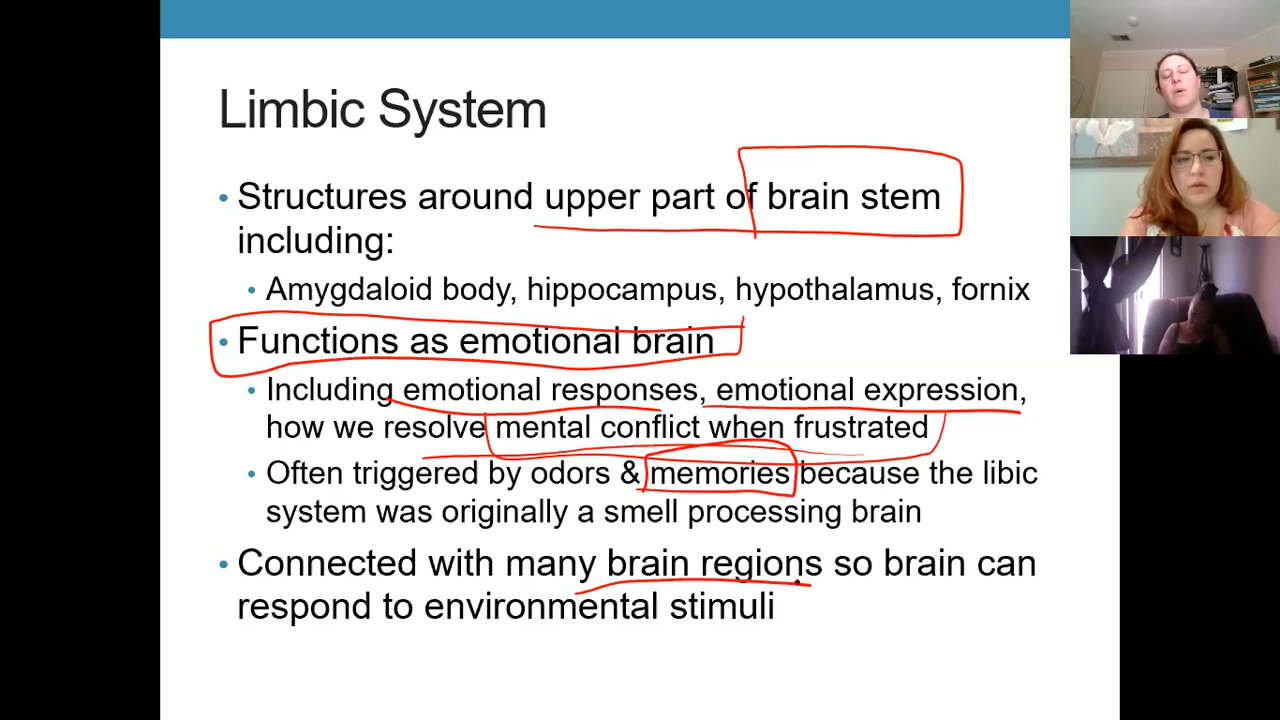 Limbic System
• Structures around upper part of brain stem
including:
• Amygdaloid body, hippocampus, hypothalamus, fornix
• Functions as emotional brain
• Including emotional responses, emotional expression,
how we resolve mental conflict when frustrated
• Often triggered by odors & memories because the libic
system was originally a smell processing brain
• Connected with many brain regions so brain can
respond to environmental stimuli